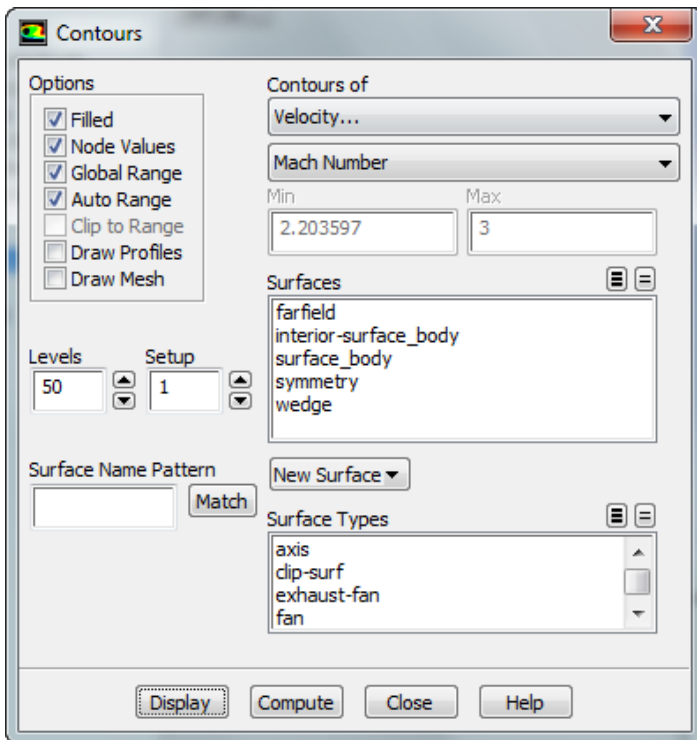 Contours
Options
Filled
Node Values
Global Range
Auto Range
Clip to Range
Draw Profiles
Draw Mesh
Levels
Setup
50
1
Surface Name Pattern
Match
Contours of
Velocity...
Mach Number
Min
Max
2.203597
3
Surfaces
farfield
interior-surface_body
surface_body
symmetry
wedge
New Surface
Surface Types
axis
clip-surf
exhaust-fan
fan
Display
Compute
Close
Help